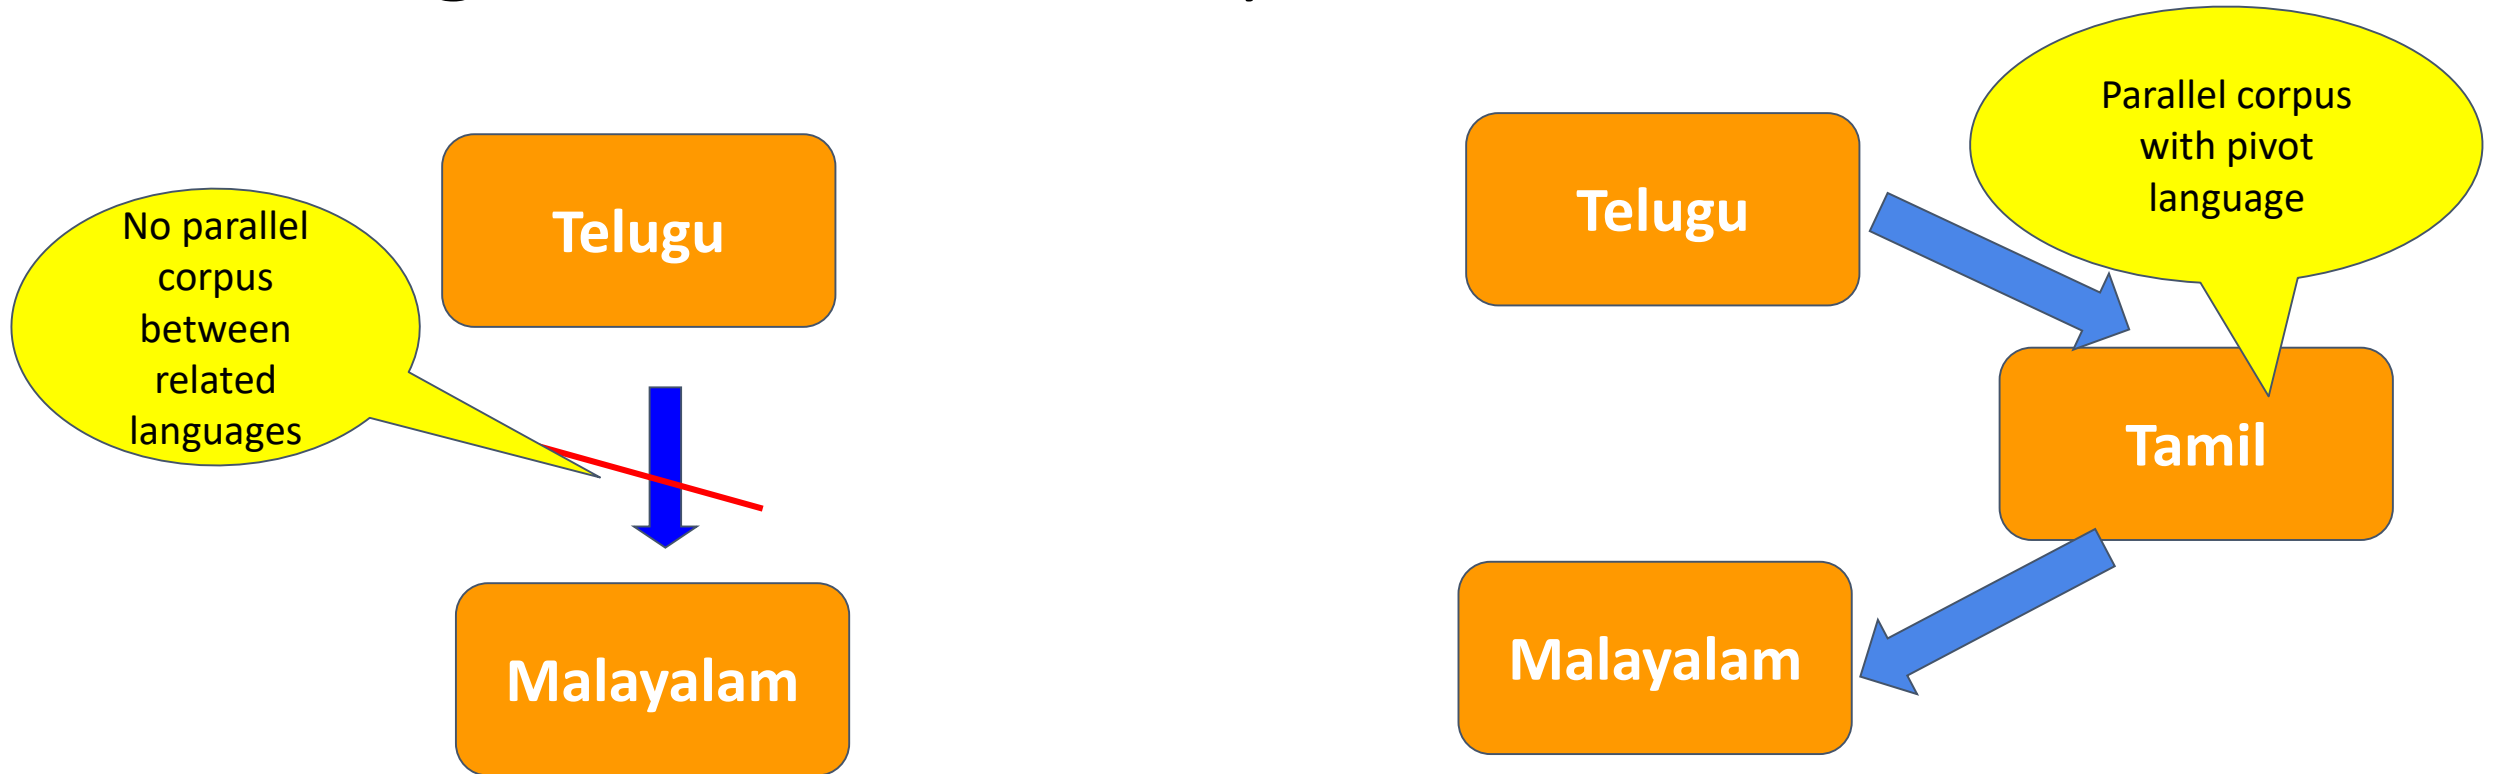 Telugu
No parallel
corpus
between
related
languages
Malayalam
Telugu
Parallel corpus
with pivot
language
Tamil
Malayalam